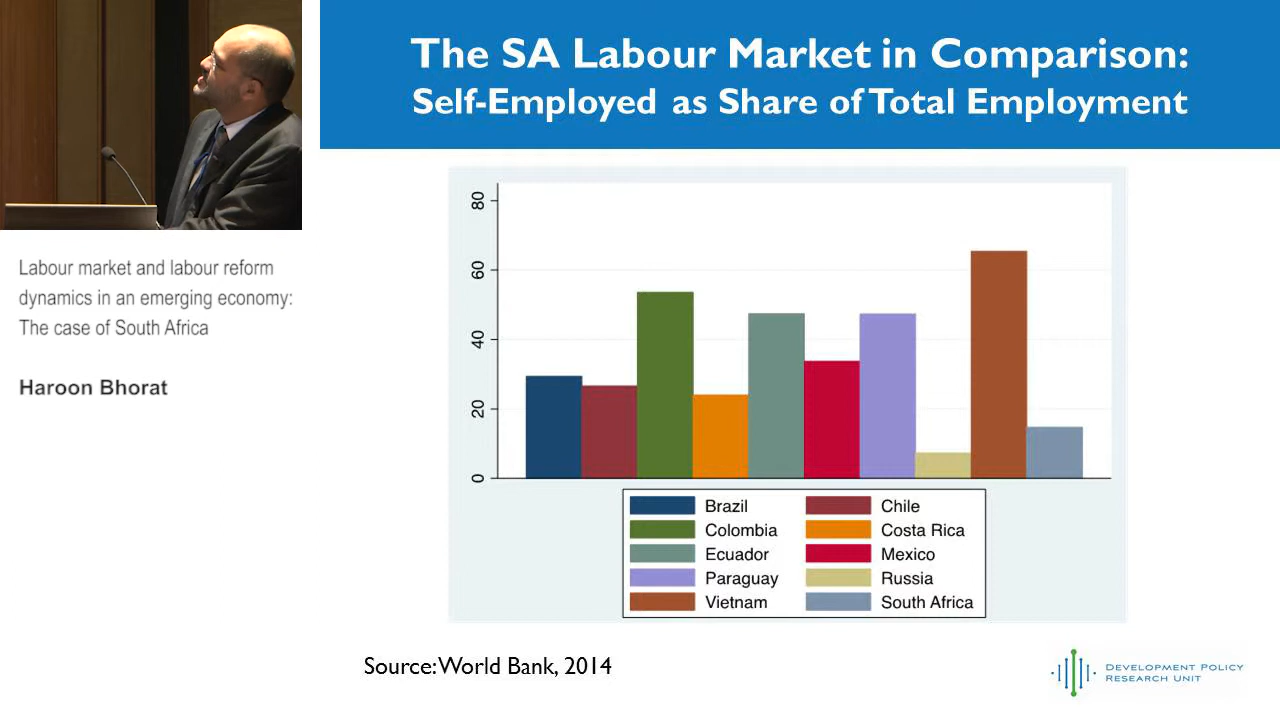 The SA Labour Market in Comparison:
Self-Employed as Share of Total Employment
Labour market and labour reform
dynamics in an emerging economy:
The case of South Africa
Haroon Bhorat
80
60
40
20
0
Brazil
Chile
Colombia
Costa Rica
Ecuador
Mexico
Paraguay
Russia
Vietnam
South Africa
Source: World Bank, 2014
DEVELOPMENT POLICY
RESEARCH UNIT